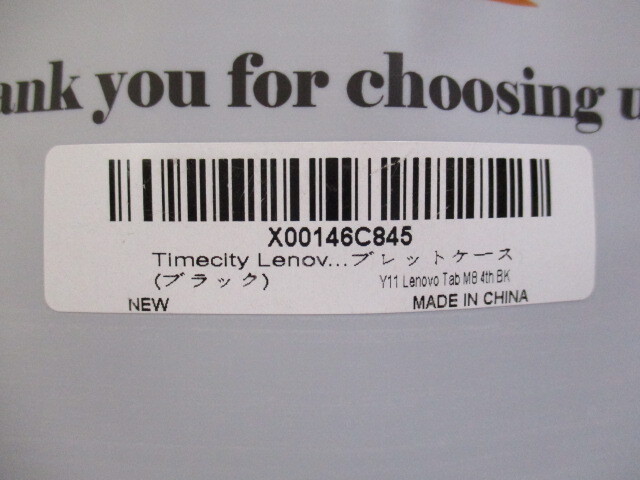 ank you for choosing u
X00146C845
Timecity Lenov...ブレットケース
(ブラック)
Y11 Lenovo Tab M8 4th BK
NEW
MADE IN CHINA